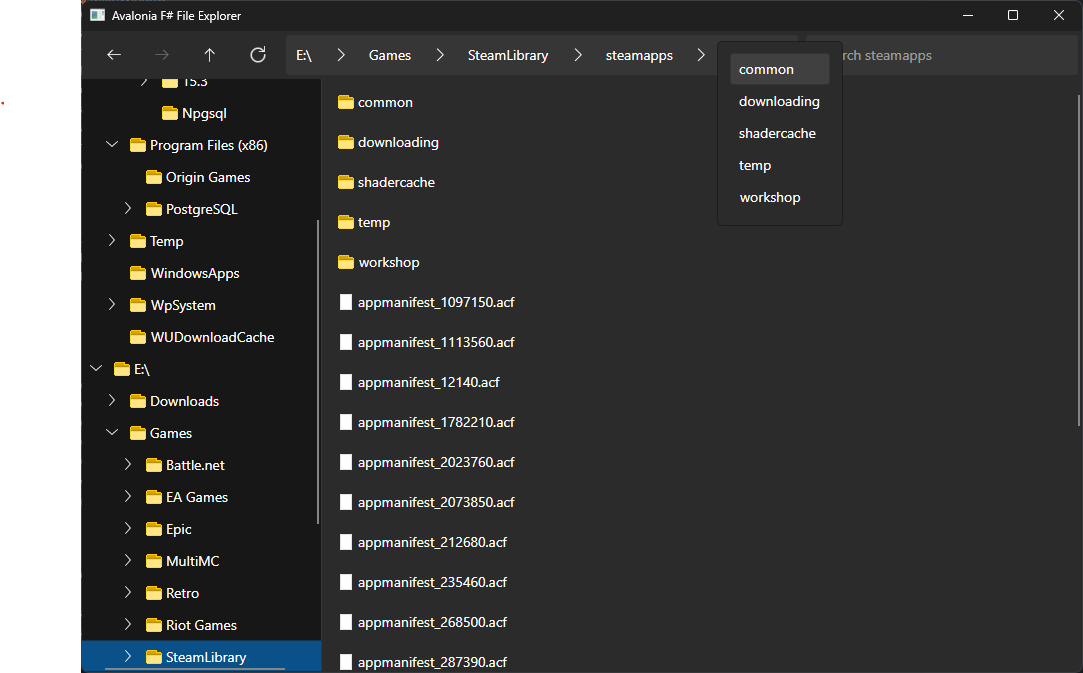 Avalonia F# File Explorer
E:\ Games SteamLibrary steamapps
rch steamapps
common
downloading
shadercache
temp
workshop
15.3
Npgsql
Program Files (x86)
Origin Games
PostgreSQL
Temp
WindowsApps
WpSystem
WUDownloadCache
E:\
Downloads
Games
Battle.net
EA Games
Epic
MultiMC
Retro
Riot Games
SteamLibrary
common
downloading
shadercache
temp
workshop
appmanifest_1097150.acf
appmanifest_1113560.acf
appmanifest_12140.acf
appmanifest_1782210.acf
appmanifest_2023760.acf
appmanifest_2073850.acf
appmanifest_212680.acf
appmanifest_235460.acf
appmanifest_268500.acf
appmanifest_287390.acf